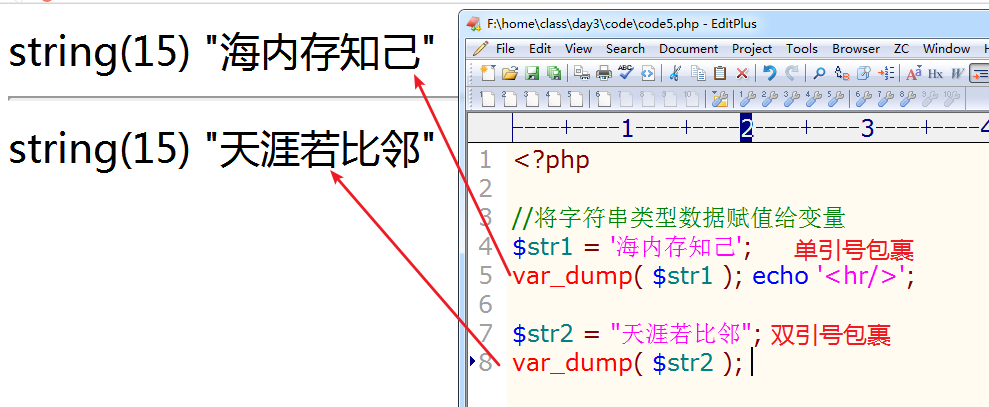 string(15) "海内存知己"
string(15) "天涯若比邻"
F:\home\class\day3\code\code5.php - EditPlus
File Edit View Search Document Project Tools Browser ZC Window H
----+----1----+----2----+----3----+----4
1 <?php
2
3 //将字符串类型数据赋值给变量
4 $str1 = '海内存知己'; 单引号包裹
5 var_dump( $str1 ); echo '<hr/>';
6
7 $str2 = "天涯若比邻"; 双引号包裹
8 var_dump( $str2 );